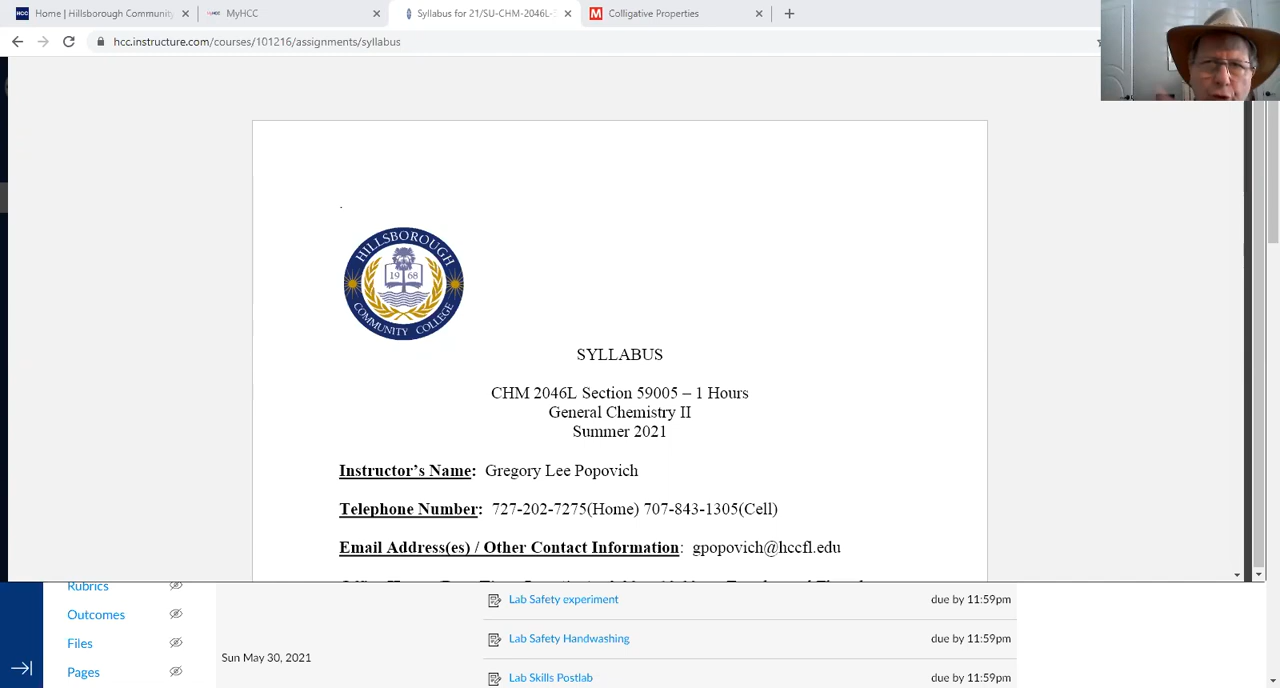 HCC Home | Hillsborough Community
MyHCC
Syllabus for 21/SU-CHM-2046L-5
M Colligative Properties
hcc.instructure.com/courses/101216/assignments/syllabus
.
HILLSBOROUGH
19 68
COMMUNITY COLLEGE
SYLLABUS
CHM 2046L Section 59005 – 1 Hours
General Chemistry II
Summer 2021
Instructor's Name: Gregory Lee Popovich
Telephone Number: 727-202-7275(Home) 707-843-1305(Cell)
Email Address(es) / Other Contact Information: gpopovich@hccfl.edu
Rubrics
Lab Safety experiment due by 11:59pm
Outcomes
Lab Safety Handwashing due by 11:59pm
Files
Sun May 30, 2021
Pages
Lab Skills Postlab due by 11:59pm